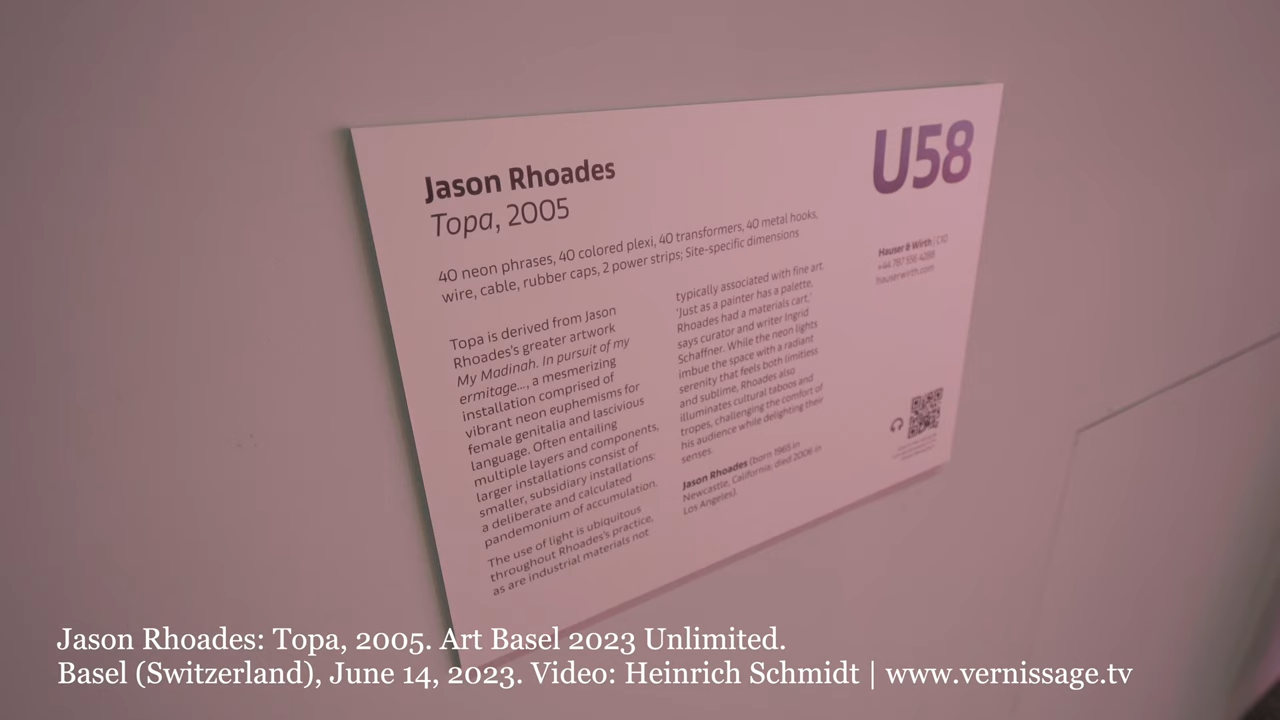 Jason Rhoades
Topa, 2005
40 neon phrases, 40 colored plexi, 40 transformers, 40 metal hooks,
wire, cable, rubber caps, 2 power strips; Site-specific dimensions
Topa is derived from Jason
Rhoades's greater artwork
My Madinah. In pursuit of my
ermitage..., a mesmerizing
installation comprised of
vibrant neon euphemisms for
female genitalia and lascivious
language. Often entailing
multiple layers and components,
larger installations consist of
smaller, subsidiary installations:
a deliberate and calculated
pandemonium of accumulation.
The use of light is ubiquitous
throughout Rhoades's practice,
as are industrial materials not
typically associated with fine art.
'Just as a painter has a palette,
Rhoades had a materials cart,'
says curator and writer Ingrid
Schaffner. While the neon lights
imbue the space with a radiant
serenity that feels both limitless
and sublime, Rhoades also
illuminates cultural taboos and
tropes, challenging the comfort of
his audience while delighting their
senses.
Jason Rhoades (born 1965 in
Newcastle, California; died 2006 in
Los Angeles).
U58
Hauser & Wirth | C10
hauserwirth.com
Jason Rhoades: Topa, 2005. Art Basel 2023 Unlimited.
Basel (Switzerland), June 14, 2023. Video: Heinrich Schmidt | www.vernissage.tv